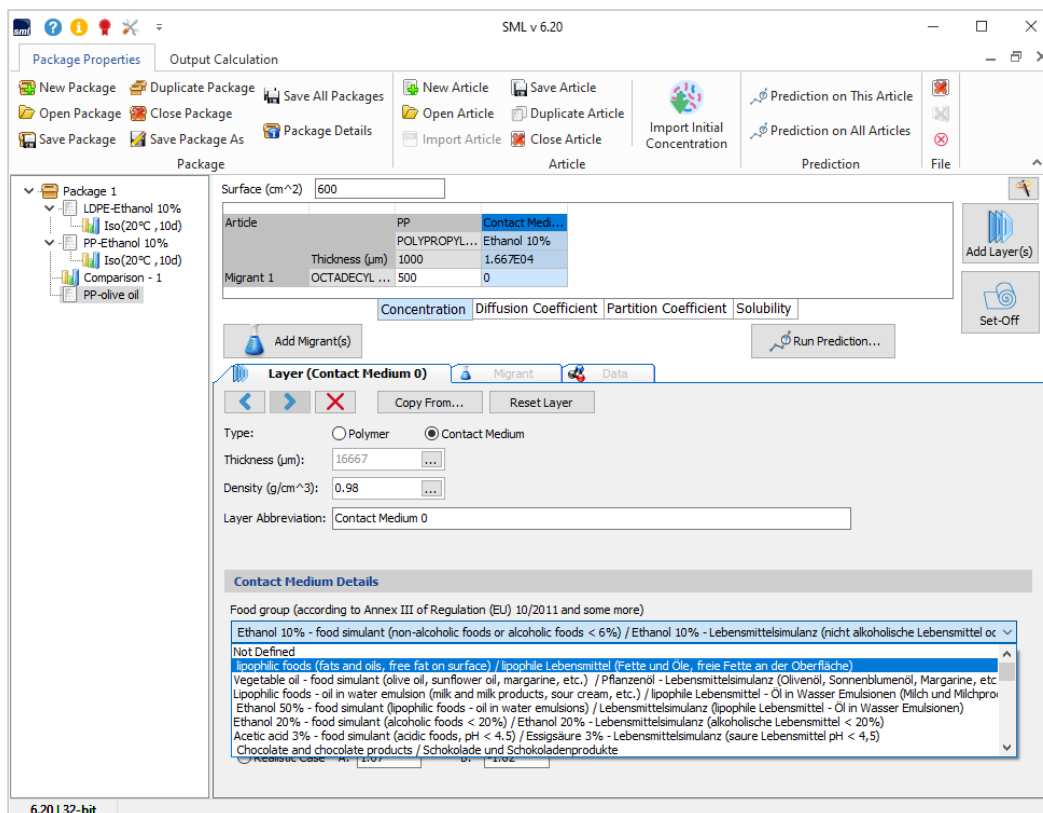 sml
SML v 6.20
Package Properties
Output Calculation
New Package
Duplicate Package
Save All Packages
Open Package
Close Package
Package Details
Save Package
Save Package As
Package
New Article
Save Article
Open Article
Duplicate Article
Import Article
Close Article
Import Initial
Concentration
Article
Prediction on This Article
Prediction on All Articles
Prediction
File
Package 1
LDPE-Ethanol 10%
Iso(20°C ,10d)
PP-Ethanol 10%
Iso(20°C ,10d)
Comparison - 1
PP-olive oil
Surface (cm^2) 600
Article PP Contact Medi...
POLYPROPYL... Ethanol 10%
Thickness (µm) 1000 1.667E04
Migrant 1 OCTADECYL ... 500 0
Add Layer(s)
Set-Off
Concentration Diffusion Coefficient Partition Coefficient Solubility
Add Migrant(s)
Run Prediction...
Layer (Contact Medium 0) Migrant Data
Copy From... Reset Layer
Type: Polymer Contact Medium
Thickness (µm): 16667 ...
Density (g/cm^3): 0.98 ...
Layer Abbreviation: Contact Medium 0
Contact Medium Details
Food group (according to Annex III of Regulation (EU) 10/2011 and some more)
Ethanol 10% - food simulant (non-alcoholic foods or alcoholic foods < 6%) / Ethanol 10% - Lebensmittelsimulanz (nicht alkoholische Lebensmittel oc
Not Defined
lipophilic foods (fats and oils, free fat on surface) / lipophile Lebensmittel (Fette und Öle, freie Fette an der Oberfläche)
Vegetable oil - food simulant (olive oil, sunflower oil, margarine, etc.) / Pflanzenöl - Lebensmittelsimulanz (Olivenöl, Sonnenblumenöl, Margarine, etc
Lipophilic foods - oil in water emulsion (milk and milk products, sour cream, etc.) / lipophile Lebensmittel - Öl in Wasser Emulsionen (Milch und Milchpro
Ethanol 50% - food simulant (lipophilic foods - oil in water emulsions) / Lebensmittelsimulanz (lipophile Lebensmittel - Öl in Wasser Emulsionen)
Ethanol 20% - food simulant (alcoholic foods < 20%) / Ethanol 20% - Lebensmittelsimulanz (alkoholische Lebensmittel < 20%)
Acetic acid 3% - food simulant (acidic foods, pH < 4.5) / Essigsäure 3% - Lebensmittelsimulanz (saure Lebensmittel pH < 4,5)
Chocolate and chocolate products / Schokolade und Schokoladenprodukte
Realistic Case A: 1.07 B: -1.82
6.20 | 32-bit